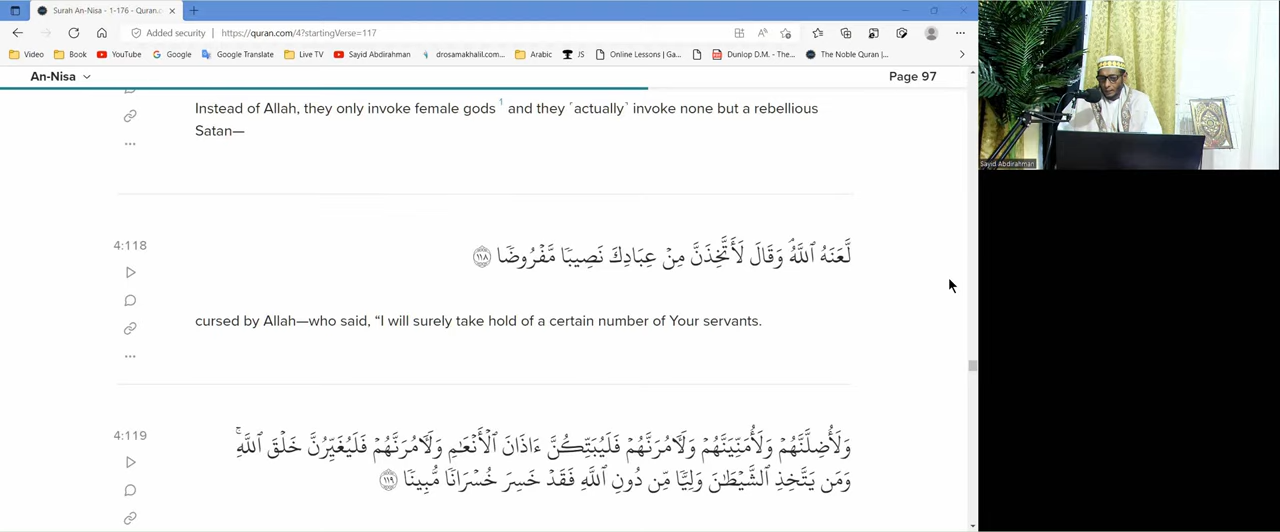 Surah An-Nisa - 1-176 - Quran.c
Added security
https://quran.com/4?startingVerse=117
Video Book YouTube Google Google Translate Live TV Sayid Abdirahman drosamakhalil.com... Arabic JS Online Lessons | Ga... Dunlop D.M. - The... The Noble Quran |...
An-Nisa
Page 97
Instead of Allah, they only invoke female gods 1 and they ˹actually˺ invoke none but a rebellious
Satan—
4:118
لَّعَنَهُ ٱللَّهُۘ وَقَالَ لَأَتَّخِذَنَّ مِنۡ عِبَادِكَ نَصِيبٗا مَّفۡرُوضٗا ١١٨
cursed by Allah—who said, “I will surely take hold of a certain number of Your servants.
4:119
وَلَأُضِلَّنَّهُمۡ وَلَأُمَنِّيَنَّهُمۡ وَلَأٓمُرَنَّهُمۡ فَلَيُبَتِّكُنَّ ءَاذَانَ ٱلۡأَنۡعَٰمِ وَلَأٓمُرَنَّهُمۡ فَلَيُغَيِّرُنَّ خَلۡقَ ٱللَّهِۚ
وَمَن يَتَّخِذِ ٱلشَّيۡطَٰنَ وَلِيّٗا مِّن دُونِ ٱللَّهِ فَقَدۡ خَسِرَ خُسۡرَانٗا مُّبِينٗا ١١٩
Sayid Abdirahman